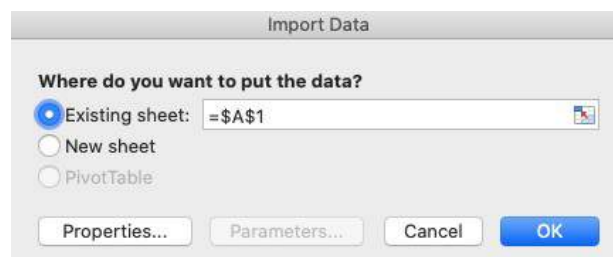 Import Data
Where do you want to put the data?
Existing sheet: =$A$1
New sheet
PivotTable
Properties... Parameters... Cancel OK